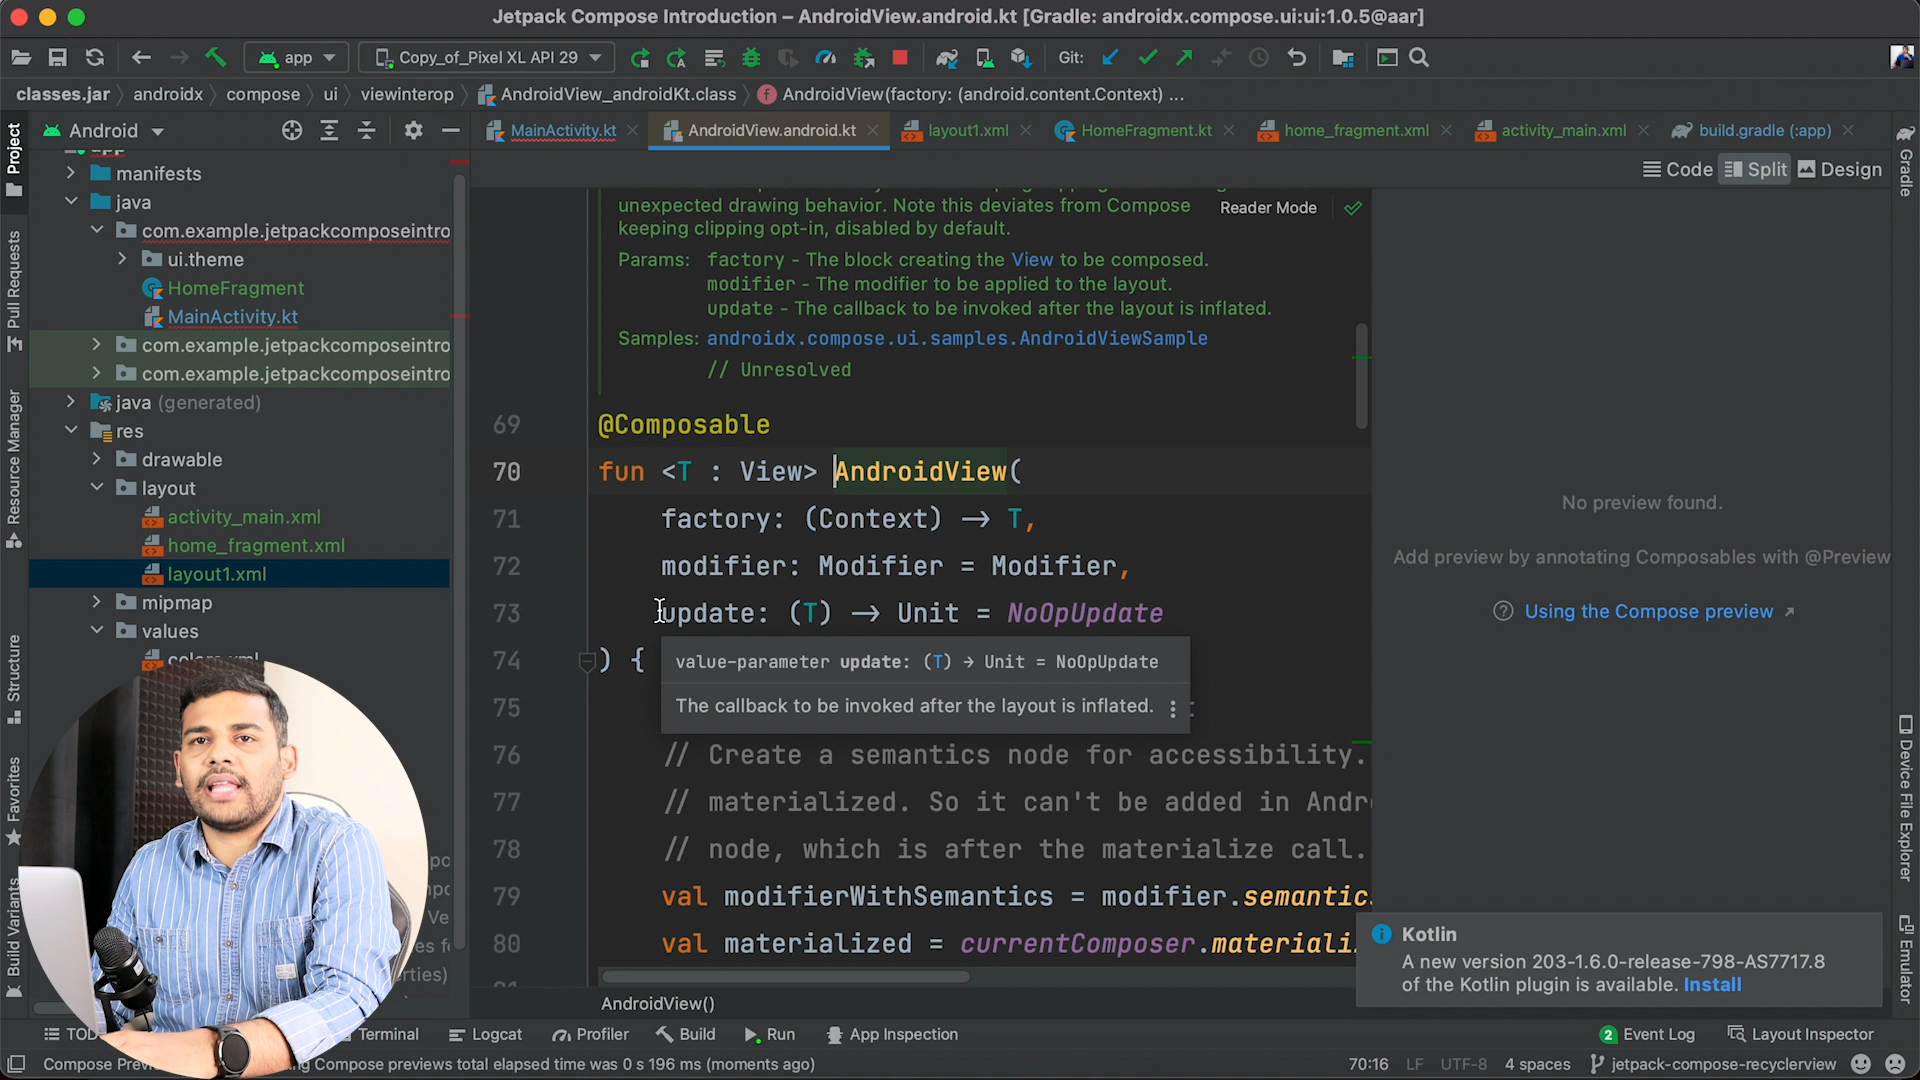 Jetpack Compose Introduction – AndroidView.android.kt [Gradle: androidx.compose.ui:ui:1.0.5@aar]
app
Copy_of_Pixel XL API 29
Git:
classes.jar androidx compose ui viewinterop AndroidView_androidKt.class AndroidView(factory: (android.content.Context) ...
Android
MainActivity.kt
AndroidView.android.kt
layout1.xml
HomeFragment.kt
home_fragment.xml
activity_main.xml
build.gradle (:app)
Code
Split
Design
Project
Pull Requests
Resource Manager
Structure
Favorites
Build Variants
app
manifests
java
com.example.jetpackcomposeintro
ui.theme
HomeFragment
MainActivity.kt
com.example.jetpackcomposeintro
com.example.jetpackcomposeintro
java (generated)
res
drawable
layout
activity_main.xml
home_fragment.xml
layout1.xml
mipmap
values
colors.xml
unexpected drawing behavior. Note this deviates from Compose
keeping clipping opt-in, disabled by default.
Reader Mode
Params: factory - The block creating the View to be composed.
modifier - The modifier to be applied to the layout.
update - The callback to be invoked after the layout is inflated.
Samples: androidx.compose.ui.samples.AndroidViewSample
// Unresolved
69 @Composable
70 fun <T : View> AndroidView(
71 factory: (Context) → T,
72 modifier: Modifier = Modifier,
73 update: (T) → Unit = NoOpUpdate
74 ) {
value-parameter update: (T) → Unit = NoOpUpdate
The callback to be invoked after the layout is inflated.
75
76 // Create a semantics node for accessibility.
77 // materialized. So it can't be added in Andr
78 // node, which is after the materialize call.
79 val modifierWithSemantics = modifier.semantic
80 val materialized = currentComposer.materiali
AndroidView()
No preview found.
Add preview by annotating Composables with @Preview
Using the Compose preview
Gradle
Device File Explorer
Emulator
Kotlin
A new version 203-1.6.0-release-798-AS7717.8
of the Kotlin plugin is available. Install
TOD
Terminal
Logcat
Profiler
Build
Run
App Inspection
2 Event Log
Layout Inspector
Compose Prev
g Compose previews total elapsed time was 0 s 196 ms (moments ago)
70:16
LF
UTF-8
4 spaces
jetpack-compose-recyclerview